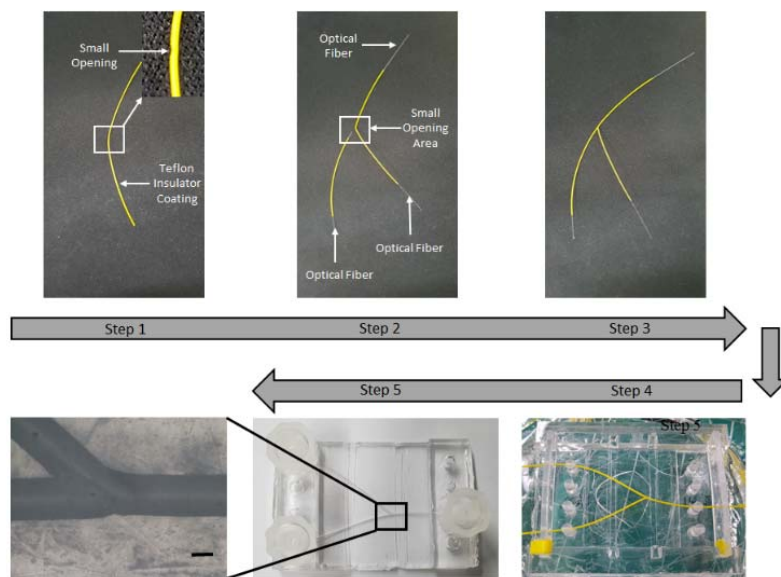 Small
Opening
Teflon
Insulator
Coating
Optical
Fiber
Small
Opening
Area
Optical Fiber
Optical Fiber
Step 1
Step 2
Step 3
Step 5
Step 4
Step 5